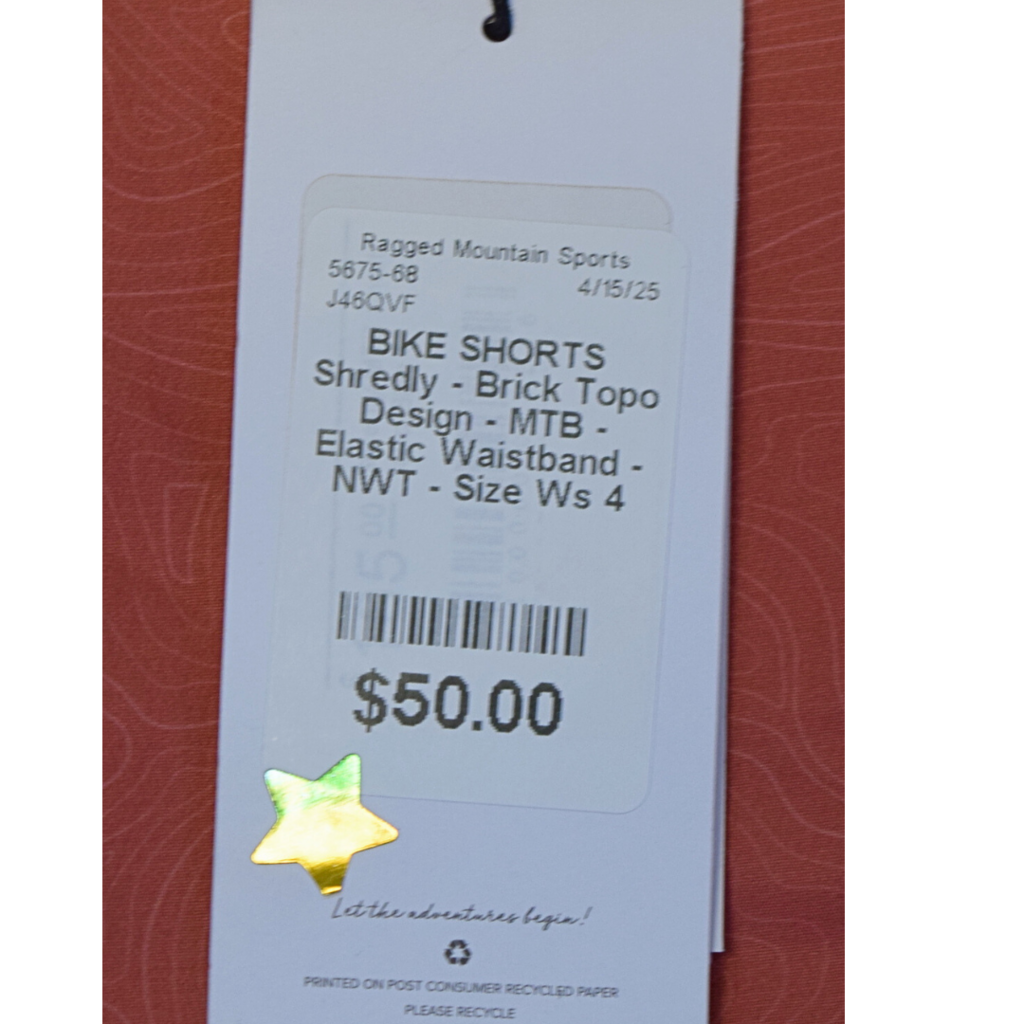 Ragged Mountain Sports
5675-68
4/15/25
J46QVF
BIKE SHORTS
Shredly - Brick Topo
Design - MTB -
Elastic Waistband -
NWT - Size Ws 4
$50.00
Let the adventures begin!
PRINTED ON POST CONSUMER RECYCLED PAPER
PLEASE RECYCLE